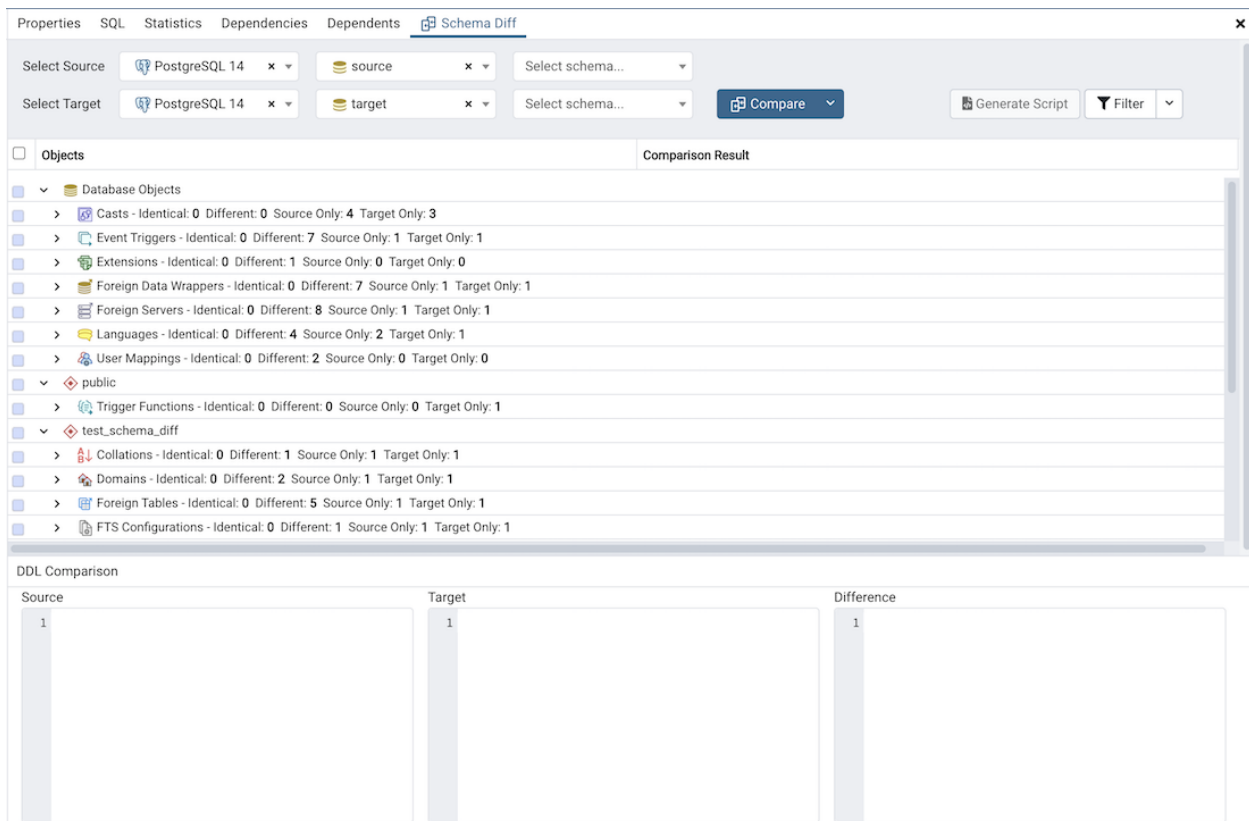 Properties SQL Statistics Dependencies Dependents Schema Diff
Select Source PostgreSQL 14 source Select schema...
Select Target PostgreSQL 14 target Select schema... Compare Generate Script Filter
Objects Comparison Result
Database Objects
Casts - Identical: 0 Different: 0 Source Only: 4 Target Only: 3
Event Triggers - Identical: 0 Different: 7 Source Only: 1 Target Only: 1
Extensions - Identical: 0 Different: 1 Source Only: 0 Target Only: 0
Foreign Data Wrappers - Identical: 0 Different: 7 Source Only: 1 Target Only: 1
Foreign Servers - Identical: 0 Different: 8 Source Only: 1 Target Only: 1
Languages - Identical: 0 Different: 4 Source Only: 2 Target Only: 1
User Mappings - Identical: 0 Different: 2 Source Only: 0 Target Only: 0
public
Trigger Functions - Identical: 0 Different: 0 Source Only: 0 Target Only: 1
test_schema_diff
Collations - Identical: 0 Different: 1 Source Only: 1 Target Only: 1
Domains - Identical: 0 Different: 2 Source Only: 1 Target Only: 1
Foreign Tables - Identical: 0 Different: 5 Source Only: 1 Target Only: 1
FTS Configurations - Identical: 0 Different: 1 Source Only: 1 Target Only: 1
DDL Comparison
Source Target Difference
1 1 1